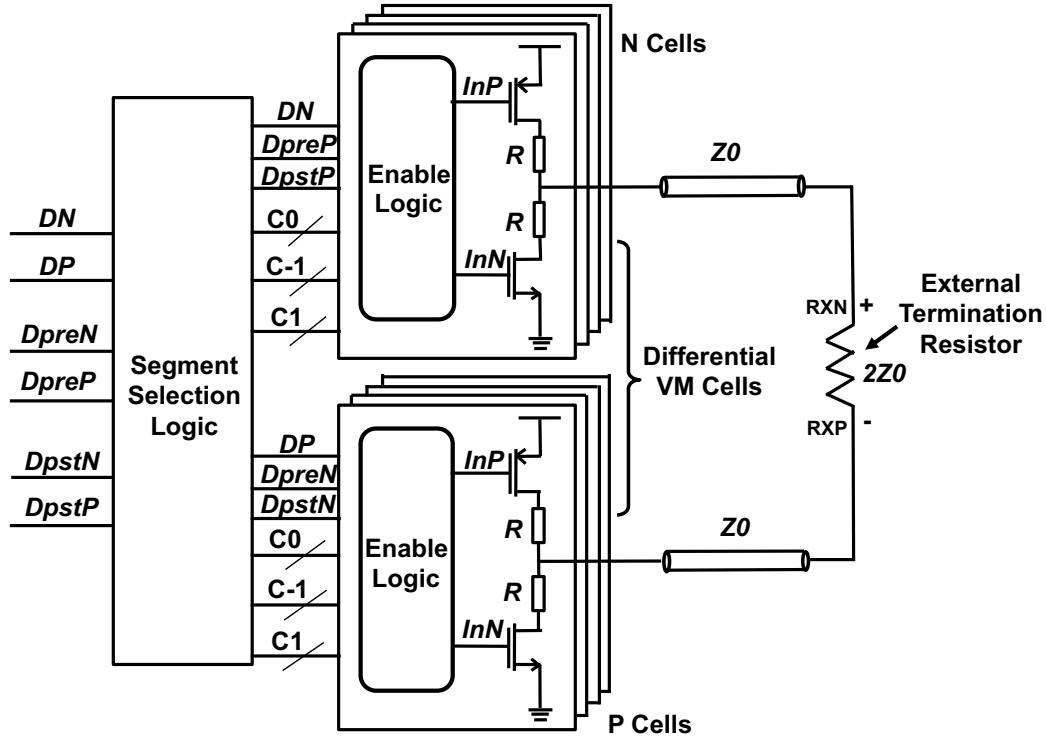 N Cells
DN
DpreP
DpstP
C0
C-1
C1
Enable
Logic
InP
R
R
InN
Z0
DN
DP
DpreN
DpreP
DpstN
DpstP
Segment
Selection
Logic
Differential
VM Cells
RXN
+
2Z0
RXP
-
External
Termination
Resistor
DP
DpreN
DpstN
C0
C-1
C1
Enable
Logic
InP
R
R
InN
Z0
P Cells